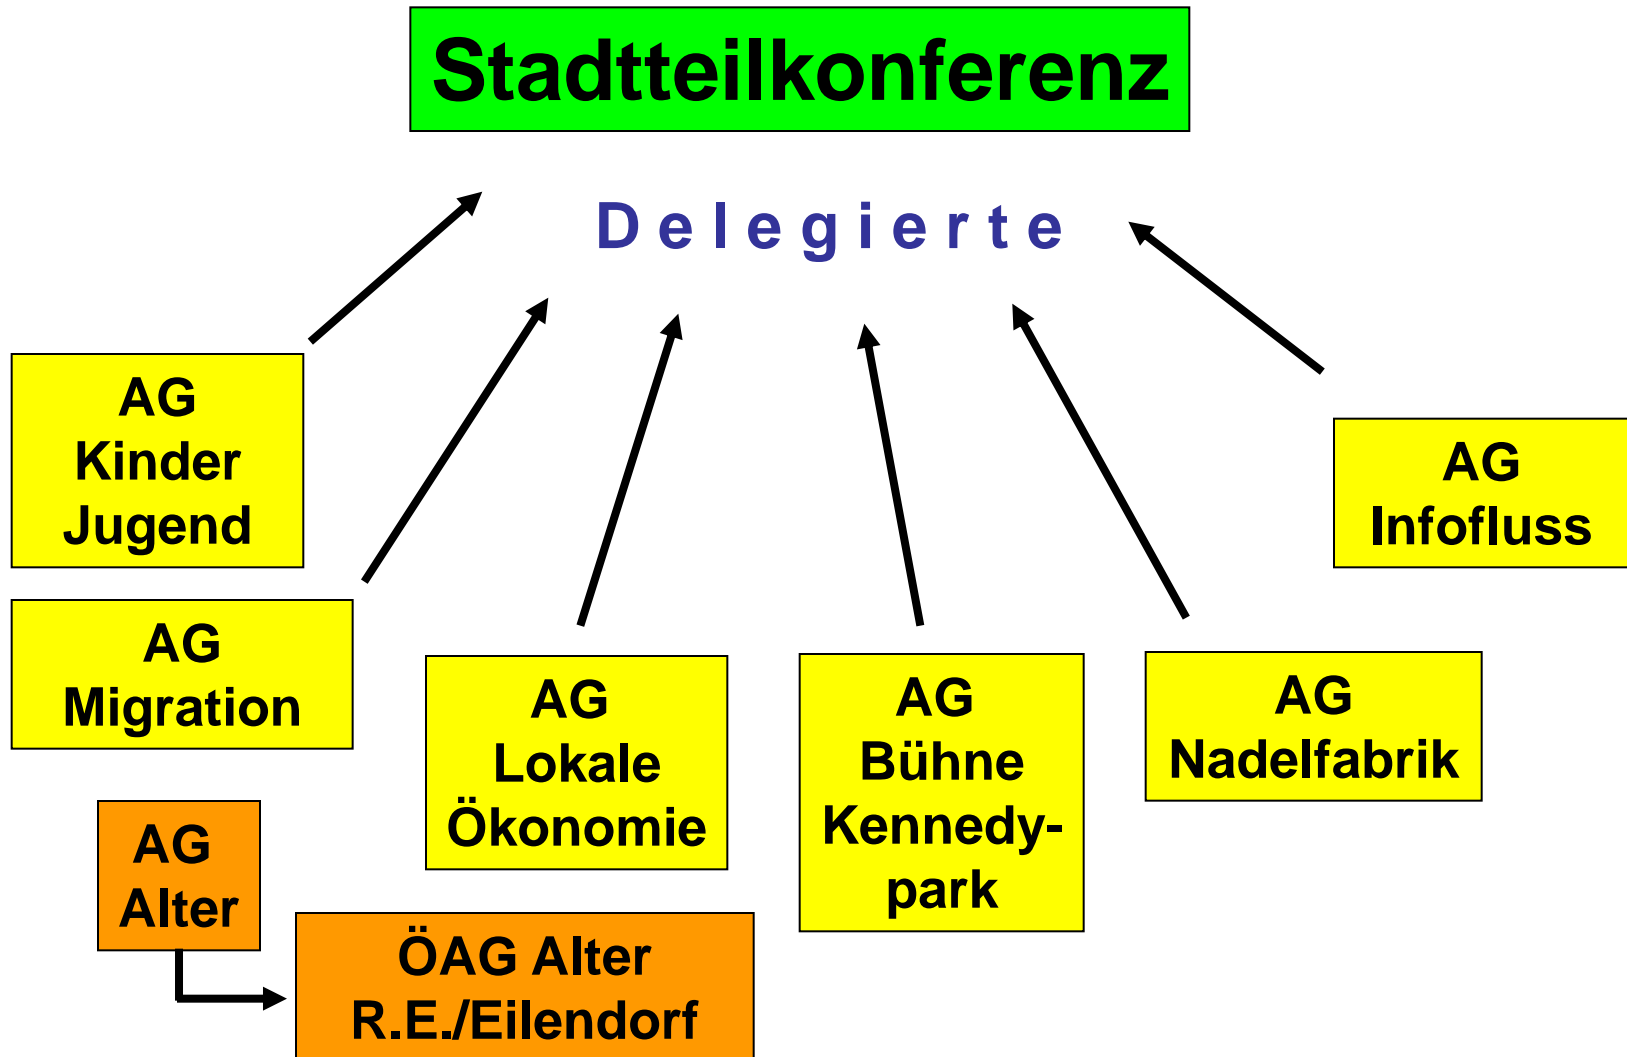 Stadtteilkonferenz
D e l e g i e r t e
AG
Kinder
Jugend
AG
Infofluss
AG
Migration
AG
Lokale
Ökonomie
AG
Bühne
Kennedy-
park
AG
Nadelfabrik
AG
Alter
ÖAG Alter
R.E./Eilendorf